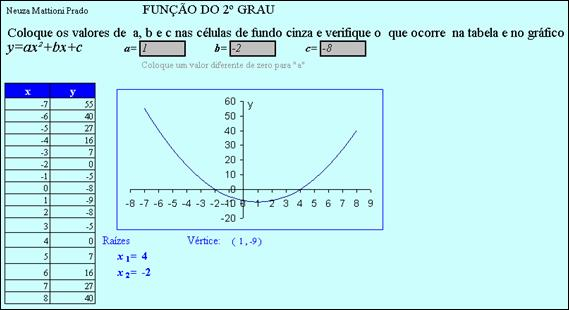 Neuza Mattioni Prado FUNÇÃO DO 2º GRAU
Coloque os valores de a, b e c nas células de fundo cinza e verifique o que ocorre na tabela e no gráfico
y=ax²+bx+c a= 1 b= -2 c= -8
Coloque um valor diferente de zero para "a"
x y
-7 55
-6 40
-5 27
-4 16
-3 7
-2 0
-1 -5
0 -8
1 -9
2 -8
3 -5
4 0
5 7
6 16
7 27
8 40
y
60
50
40
30
20
10
0
-10
-20
-8 -7 -6 -5 -4 -3 -2 -1 0 1 2 3 4 5 6 7 8 9
Raízes Vértice: ( 1 , -9 )
x 1= 4
x 2= -2